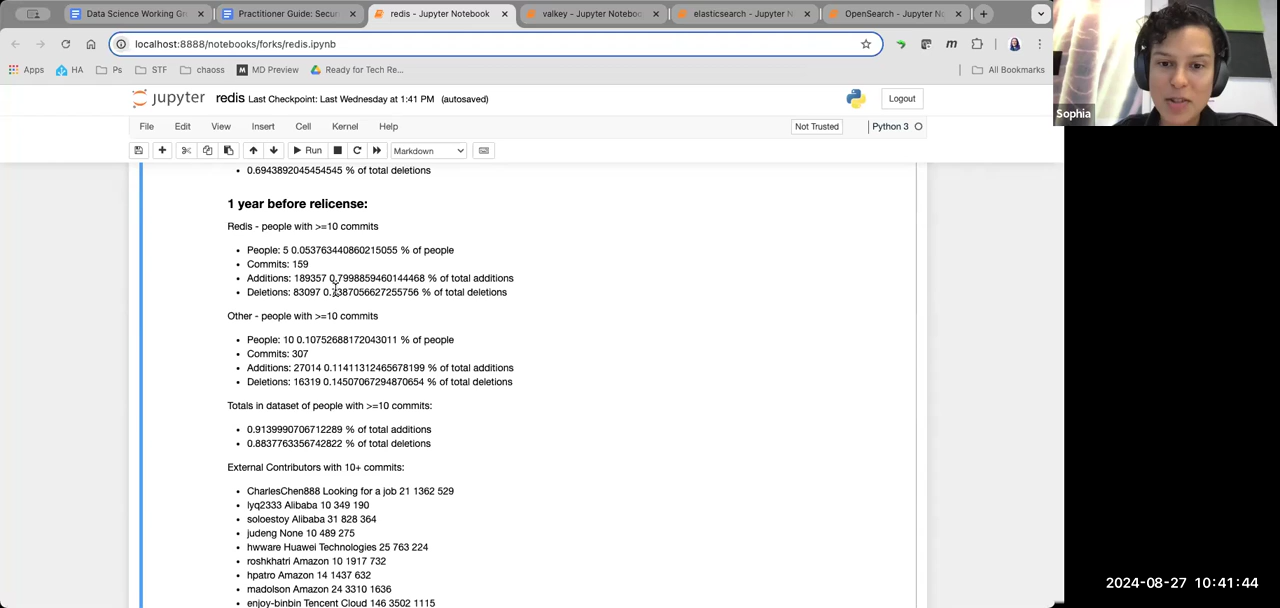 Data Science Working Gr
Practitioner Guide: Secur
redis - Jupyter Notebook
valkey - Jupyter Noteboo
elasticsearch - Jupyter N
OpenSearch - Jupyter No
localhost:8888/notebooks/forks/redis.ipynb
Apps
HA
Ps
STF
chaoss
MD Preview
Ready for Tech Re...
All Bookmarks
jupyter redis Last Checkpoint: Last Wednesday at 1:41 PM (autosaved)
Logout
File Edit View Insert Cell Kernel Help
Not Trusted
Python 3
Run
Markdown
0.6943892045454545 % of total deletions
1 year before relicense:
Redis - people with >=10 commits
People: 5 0.053763440860215055 % of people
Commits: 159
Additions: 189357 0.7998859460144468 % of total additions
Deletions: 83097 0.7387056627255756 % of total deletions
Other - people with >=10 commits
People: 10 0.10752688172043011 % of people
Commits: 307
Additions: 27014 0.11411312465678199 % of total additions
Deletions: 16319 0.14507067294870654 % of total deletions
Totals in dataset of people with >=10 commits:
0.9139990706712289 % of total additions
0.8837763356742822 % of total deletions
External Contributors with 10+ commits:
CharlesChen888 Looking for a job 21 1362 529
lyq2333 Alibaba 10 349 190
soloestoy Alibaba 31 828 364
judeng None 10 489 275
hwware Huawei Technologies 25 763 224
roshkhatri Amazon 10 1917 732
hpatro Amazon 14 1437 632
madolson Amazon 24 3310 1636
enjoy-binbin Tencent Cloud 146 3502 1115
Sophia
2024-08-27 10:41:44